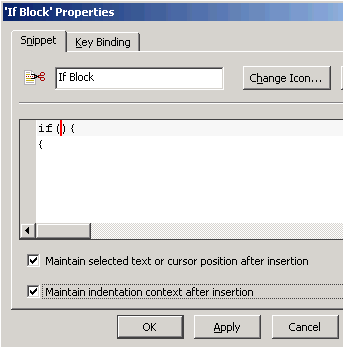 'If Block' Properties
Snippet
Key Binding
If Block
Change Icon...
if(){
{
Maintain selected text or cursor position after insertion
Maintain indentation context after insertion
OK
Apply
Cancel